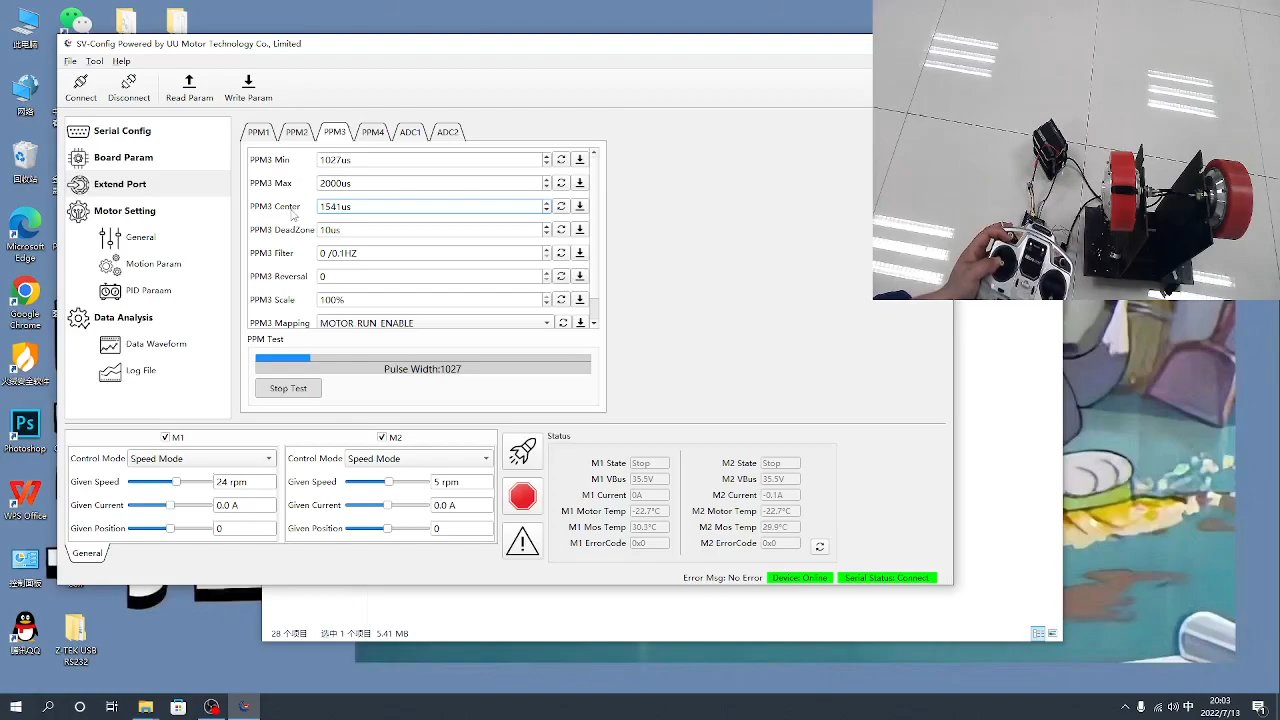 SV-Config Powered by UU Motor Technology Co., Limited
File Tool Help
Connect Disconnect Read Param Write Param
Serial Config
Board Param
Extend Port
Motor Setting
General
Motion Param
PID Paraam
Data Analysis
Data Waveform
Log File
PPM1 PPM2 PPM3 PPM4 ADC1 ADC2
PPM3 Min 1027us
PPM3 Max 2000us
PPM3 Center 1541us
PPM3 DeadZone 10us
PPM3 Filter 0 /0.1HZ
PPM3 Reversal 0
PPM3 Scale 100%
PPM3 Mapping MOTOR RUN ENABLE
PPM Test
Pulse Width:1027
Stop Test
M1
Control Mode Speed Mode
Given Speed 24 rpm
Given Current 0.0 A
Given Position 0
M2
Control Mode Speed Mode
Given Speed 5 rpm
Given Current 0.0 A
Given Position 0
General
Status
M1 State Stop
M1 VBus 35.5V
M1 Current 0A
M1 Motor Temp -22.7°C
M1 Mos Temp 30.3°C
M1 ErrorCode 0x0
M2 State Stop
M2 VBus 35.5V
M2 Current -0.1A
M2 Motor Temp -22.7°C
M2 Mos Temp 29.9°C
M2 ErrorCode 0x0
Error Msg: No Error Device: Online Serial Status: Connect
Microsoft
Edge
Google
Chrome
Ps
Photoshop
WPS Office
腾讯QQ
Z-TEK USB
RS232
28 个项目 选中 1 个项目 5.41 MB
20:03
2022/7/13